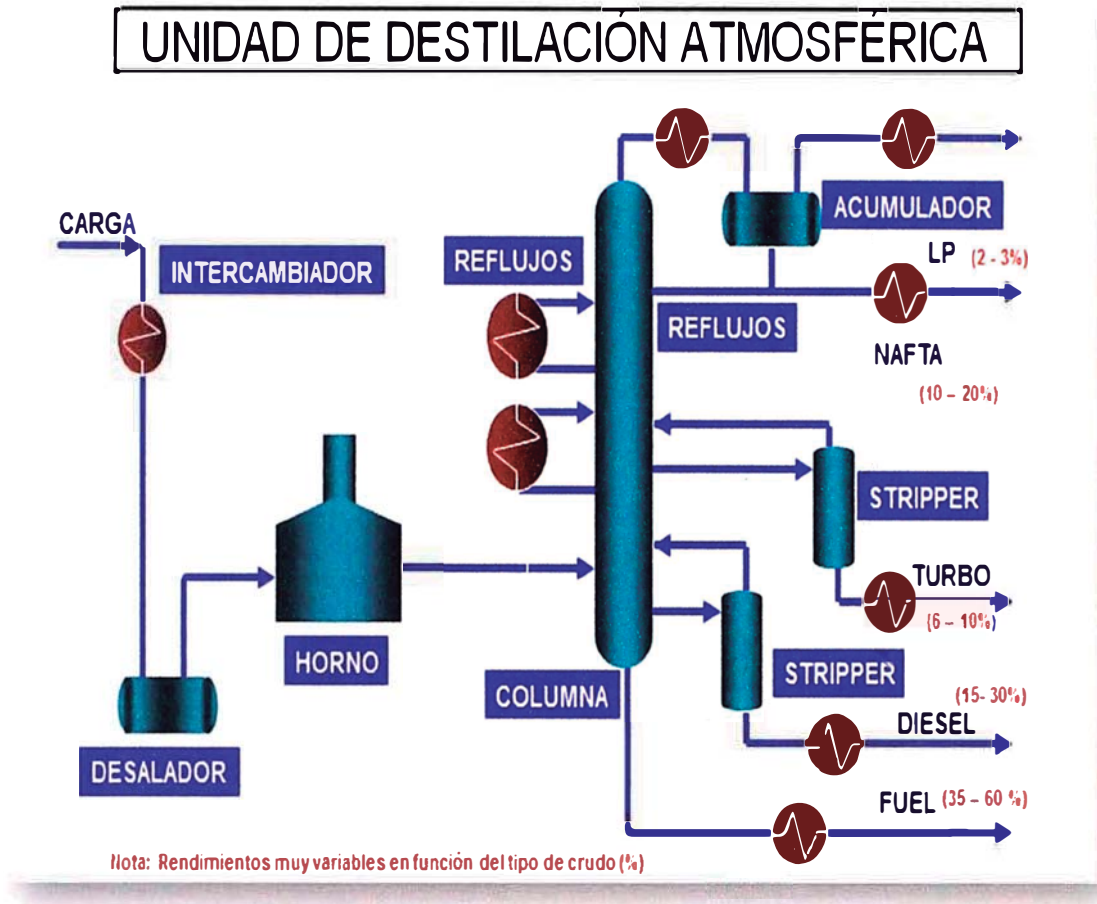 UNIDAD DE DESTILACIÓN ATMOSFÉRICA
CARGA
INTERCAMBIADOR
REFLUJOS
ACUMULADOR
LP (2 - 3%)
REFLUJOS
NAFTA
(10 – 20%)
STRIPPER
TURBO
(6 – 10%)
HORNO
COLUMNA
STRIPPER
(15- 30%)
DIESEL
DESALADOR
FUEL (35 – 60 %)
Nota: Rendimientos muy variables en función del tipo de crudo (%)